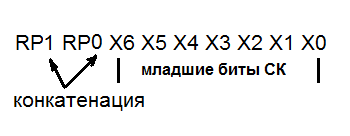 RP1 RP0 X6 X5 X4 X3 X2 X1 X0
младшие биты СК
конкатенация